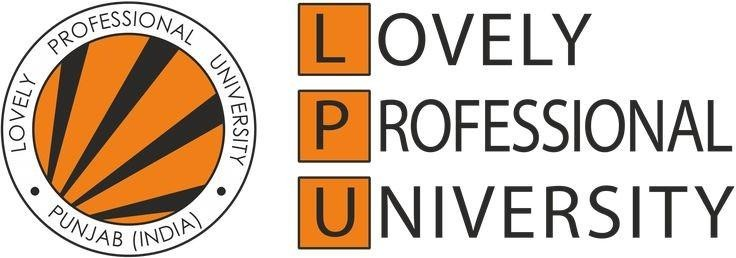 LOVELY PROFESSIONAL UNIVERSITY
• PUNJAB (INDIA) •
LOVELY
PROFESSIONAL
UNIVERSITY